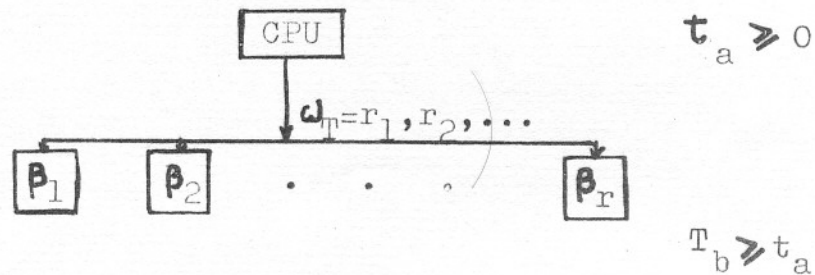 CPU
t_a ⩾ 0
ω_T=r_1,r_2,...
β_1 β_2 . . . β_r
T_b ⩾ t_a